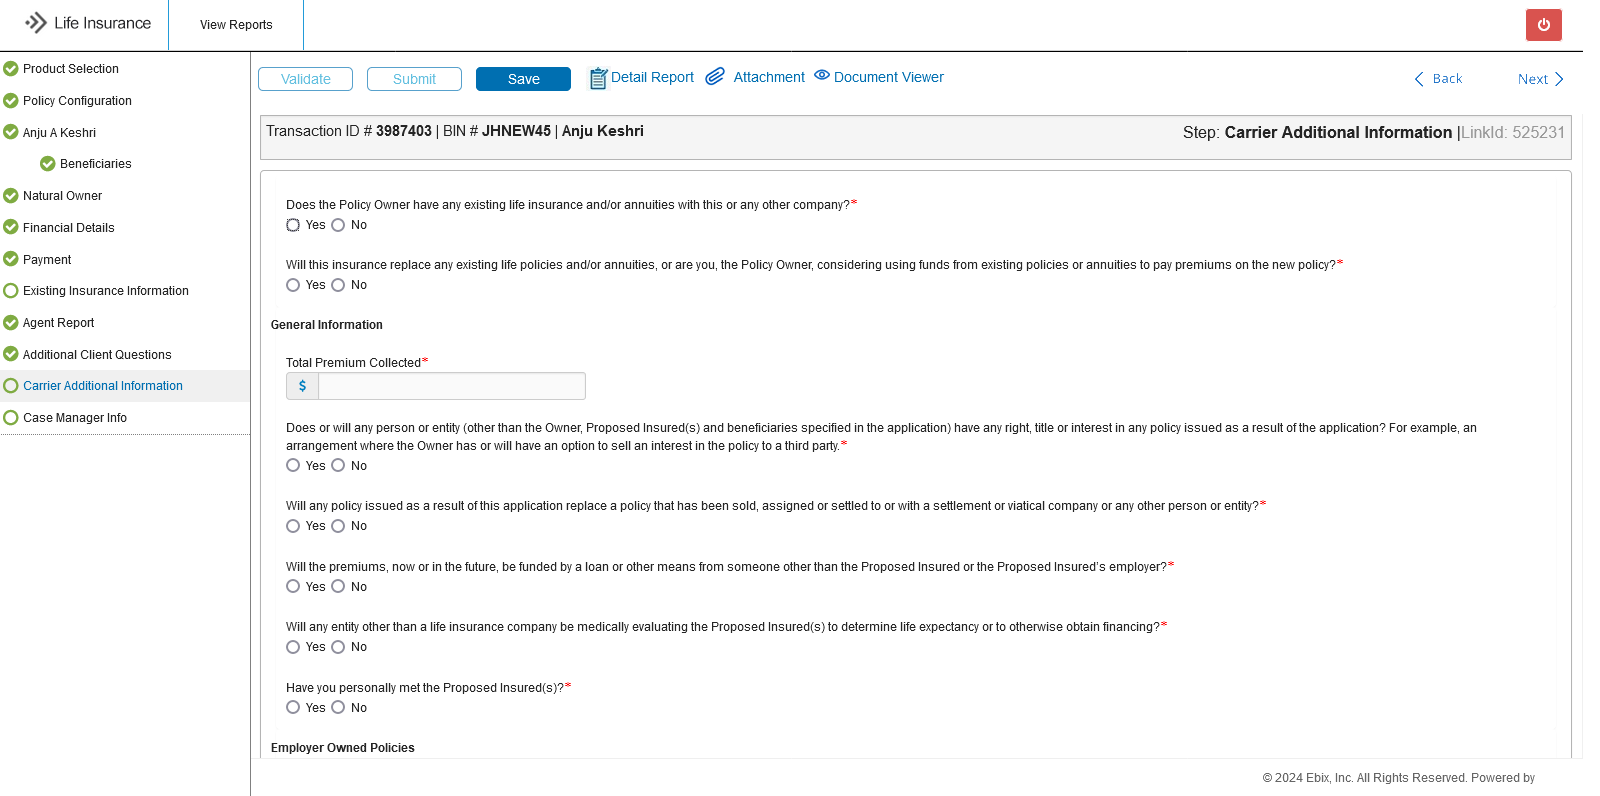 Life Insurance
View Reports
Product Selection
Policy Configuration
Anju A Keshri
Beneficiaries
Natural Owner
Financial Details
Payment
Existing Insurance Information
Agent Report
Additional Client Questions
Carrier Additional Information
Case Manager Info
Validate
Submit
Save
Detail Report
Attachment
Document Viewer
Back
Next
Transaction ID # 3987403 | BIN # JHNEW45 | Anju Keshri
Step: Carrier Additional Information |LinkId: 525231
Does the Policy Owner have any existing life insurance and/or annuities with this or any other company?*
Yes No
Will this insurance replace any existing life policies and/or annuities, or are you, the Policy Owner, considering using funds from existing policies or annuities to pay premiums on the new policy?*
Yes No
General Information
Total Premium Collected*
$
Does or will any person or entity (other than the Owner, Proposed Insured(s) and beneficiaries specified in the application) have any right, title or interest in any policy issued as a result of the application? For example, an
arrangement where the Owner has or will have an option to sell an interest in the policy to a third party.*
Yes No
Will any policy issued as a result of this application replace a policy that has been sold, assigned or settled to or with a settlement or viatical company or any other person or entity?*
Yes No
Will the premiums, now or in the future, be funded by a loan or other means from someone other than the Proposed Insured or the Proposed Insured’s employer?*
Yes No
Will any entity other than a life insurance company be medically evaluating the Proposed Insured(s) to determine life expectancy or to otherwise obtain financing?*
Yes No
Have you personally met the Proposed Insured(s)?*
Yes No
Employer Owned Policies
© 2024 Ebix, Inc. All Rights Reserved. Powered by